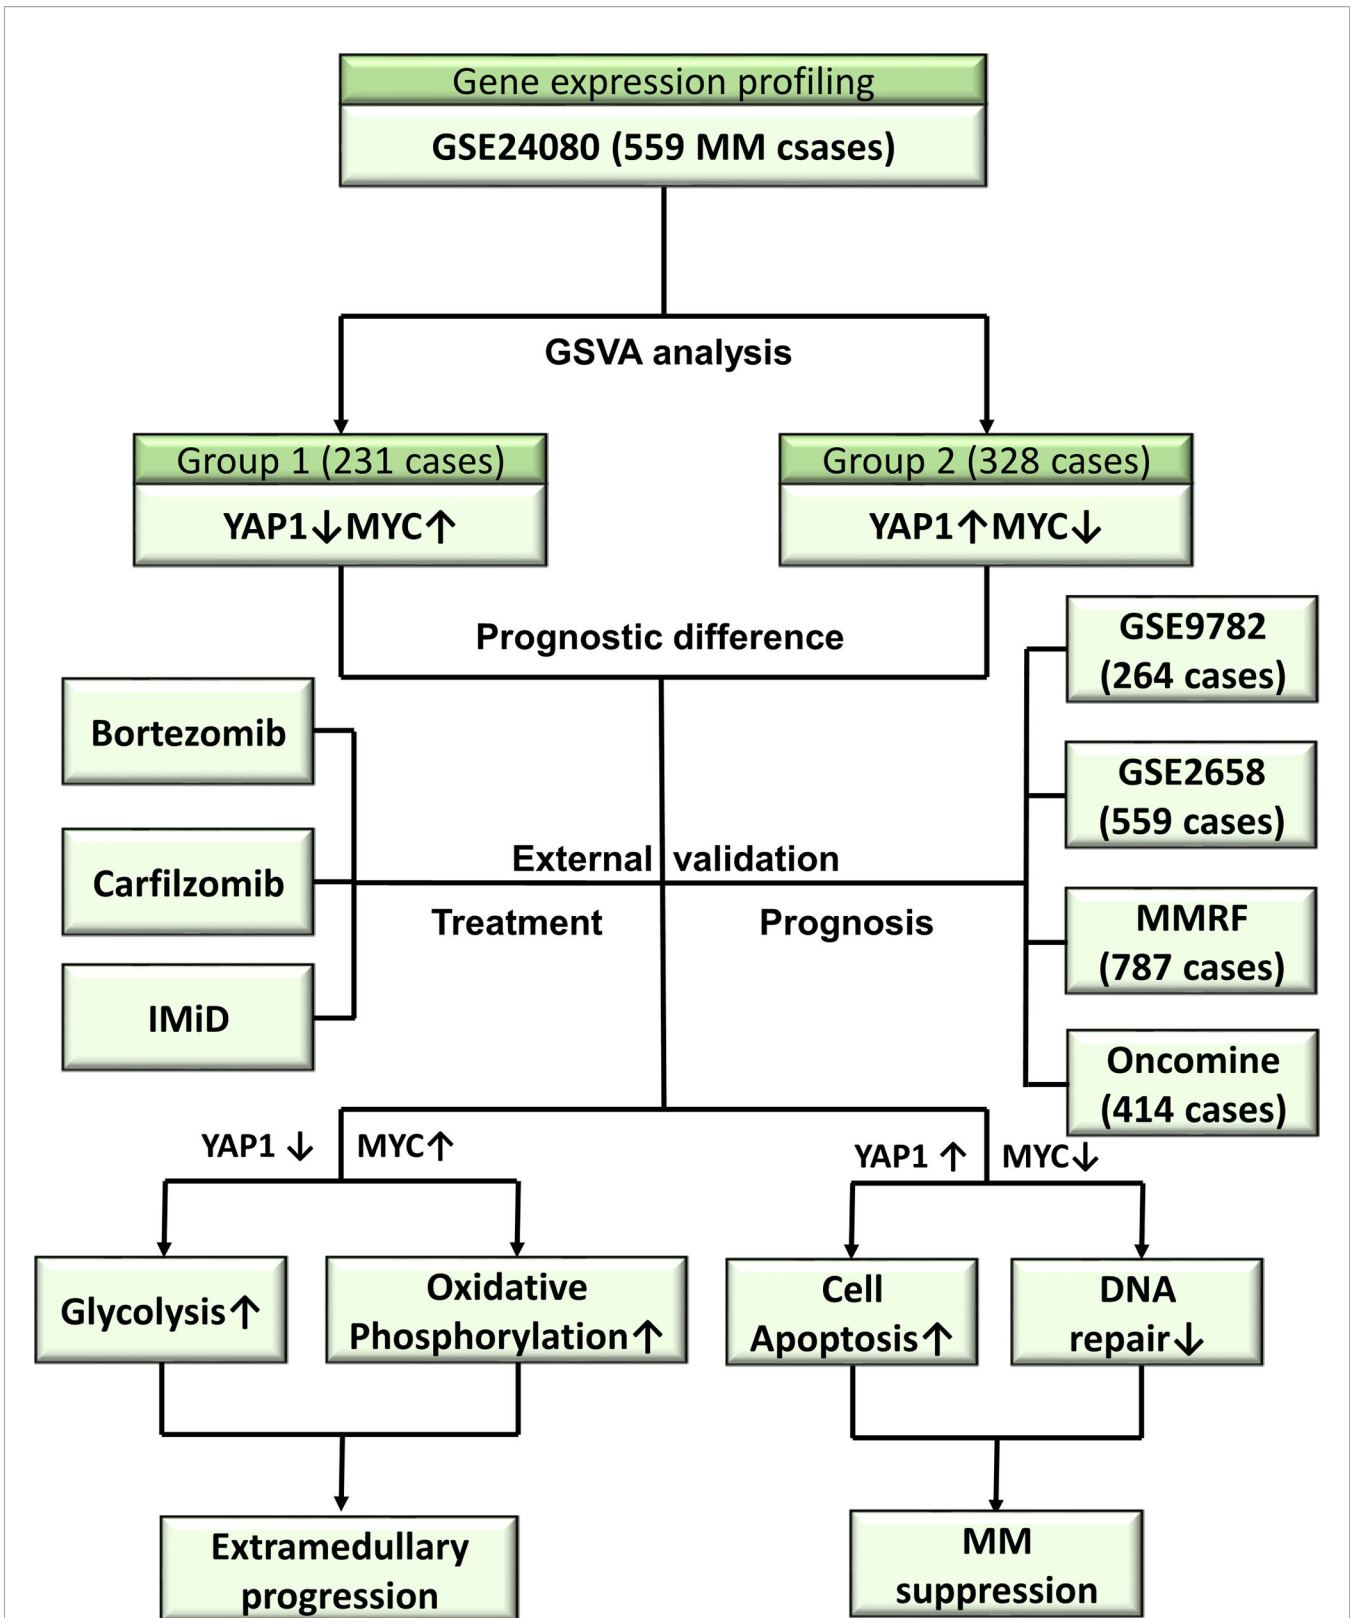 Gene expression profiling
GSE24080 (559 MM csases)
GSVA analysis
Group 1 (231 cases)
YAP1↓MYC↑
Group 2 (328 cases)
YAP1↑MYC↓
Prognostic difference
Bortezomib
Carfilzomib
IMiD
External validation
Treatment
Prognosis
GSE9782
(264 cases)
GSE2658
(559 cases)
MMRF
(787 cases)
Oncomine
(414 cases)
YAP1 ↓ MYC↑
YAP1 ↑ MYC↓
Glycolysis↑
Oxidative
Phosphorylation↑
Cell
Apoptosis↑
DNA
repair↓
Extramedullary
progression
MM
suppression